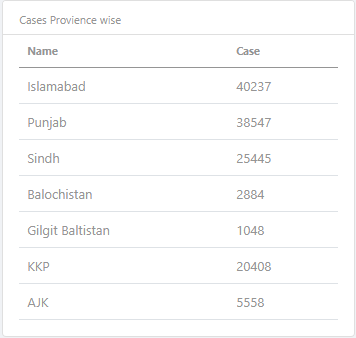 Cases Provience wise
Name Case
Islamabad 40237
Punjab 38547
Sindh 25445
Balochistan 2884
Gilgit Baltistan 1048
KKP 20408
AJK 5558